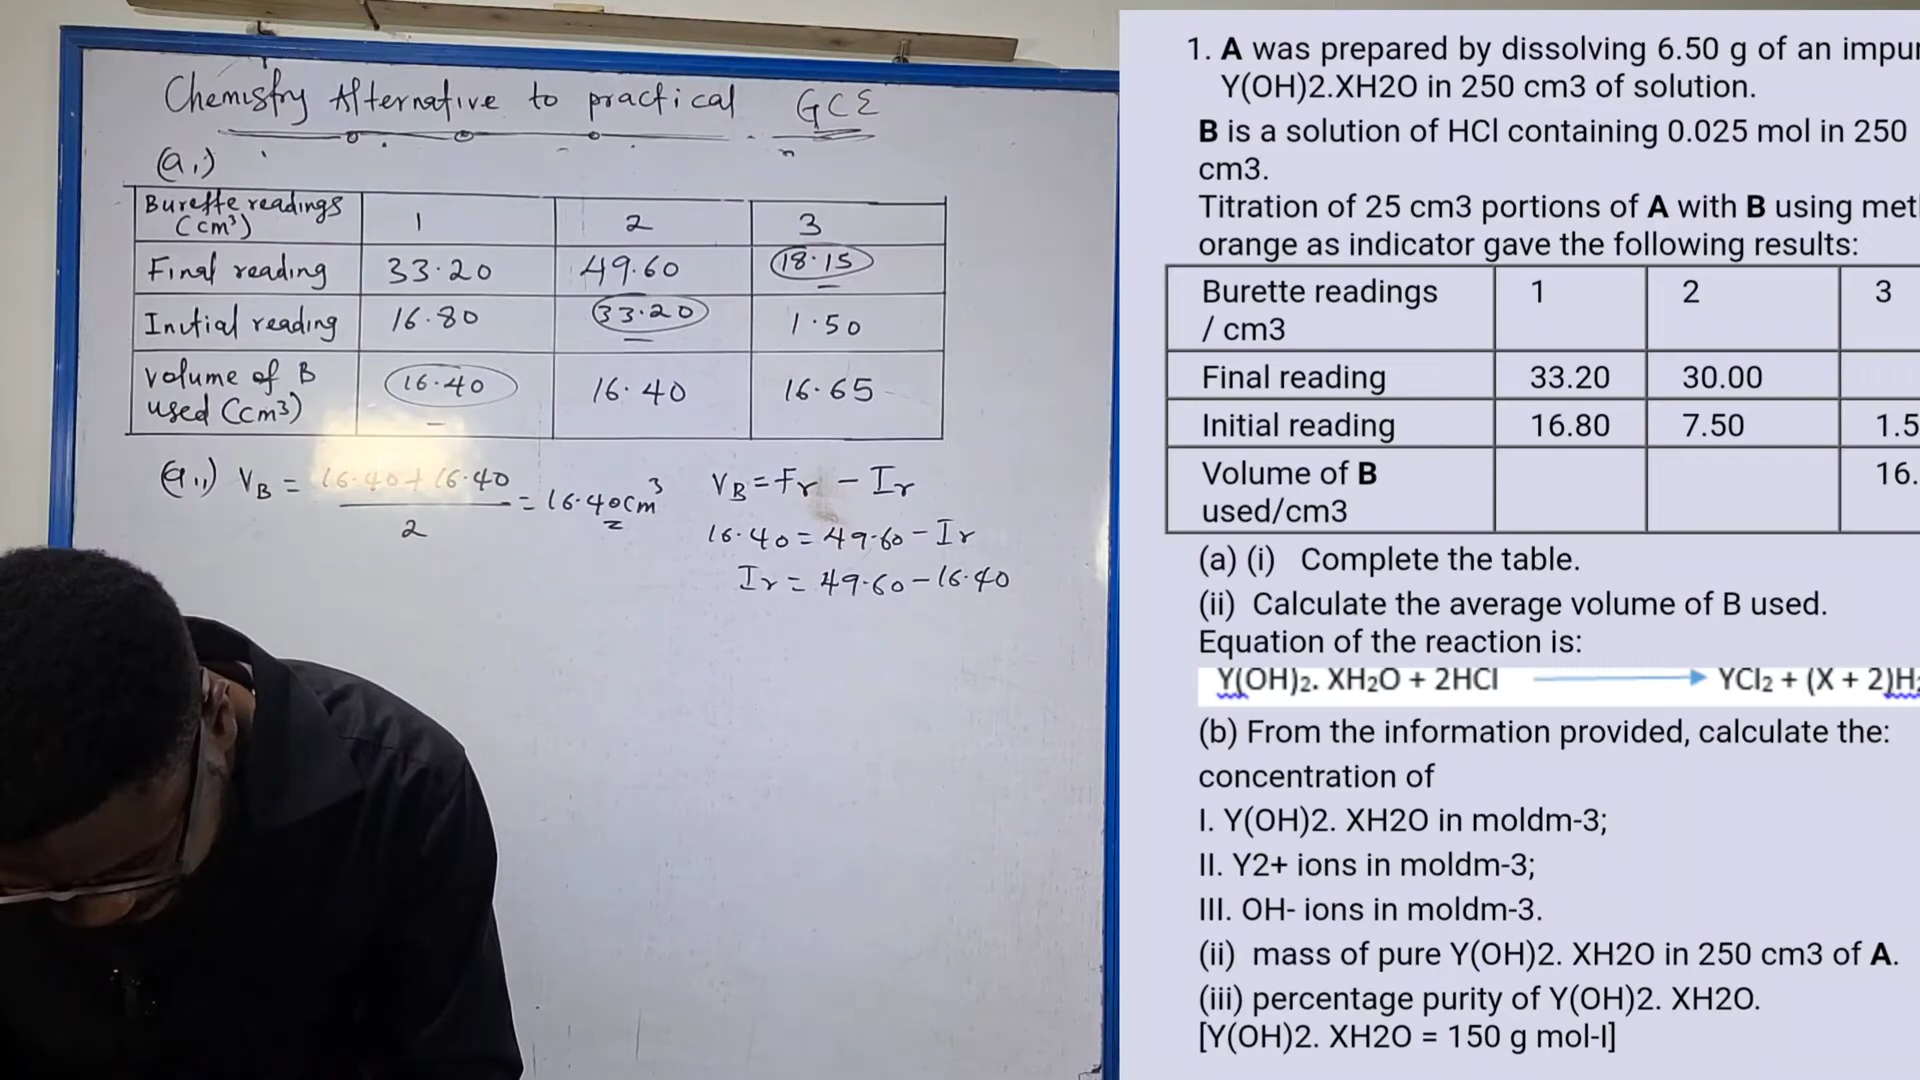 Chemistry Alternative to practical GCE
(a,)
Burette readings (cm³) 1 2 3
Final reading 33.20 49.60 18.15
Initial reading 16.80 33.20 1.50
Volume of B used (cm³) 16.40 16.40 16.65
(a,,) VB = 16.40 + 16.40 / 2 = 16.40cm³
VB = Fr - Ir
16.40 = 49.60 - Ir
Ir = 49.60 - 16.40
1. A was prepared by dissolving 6.50 g of an
Y(OH)2.XH2O in 250 cm3 of solution.
B is a solution of HCl containing 0.025 mol in 250
cm3.
Titration of 25 cm3 portions of A with B using
orange as indicator gave the following results:
Burette readings / cm3 1 2 3
Final reading 33.20 30.00
Initial reading 16.80 7.50 1.5
Volume of B used/cm3 16.
(a) (i) Complete the table.
(ii) Calculate the average volume of B used.
Equation of the reaction is:
Y(OH)2. XH2O + 2HCl → YCl2 + (X + 2)H2
(b) From the information provided, calculate the:
concentration of
I. Y(OH)2. XH2O in moldm-3;
II. Y2+ ions in moldm-3;
III. OH- ions in moldm-3.
(ii) mass of pure Y(OH)2. XH2O in 250 cm3 of A.
(iii) percentage purity of Y(OH)2. XH2O.
[Y(OH)2. XH2O = 150 g mol-l]